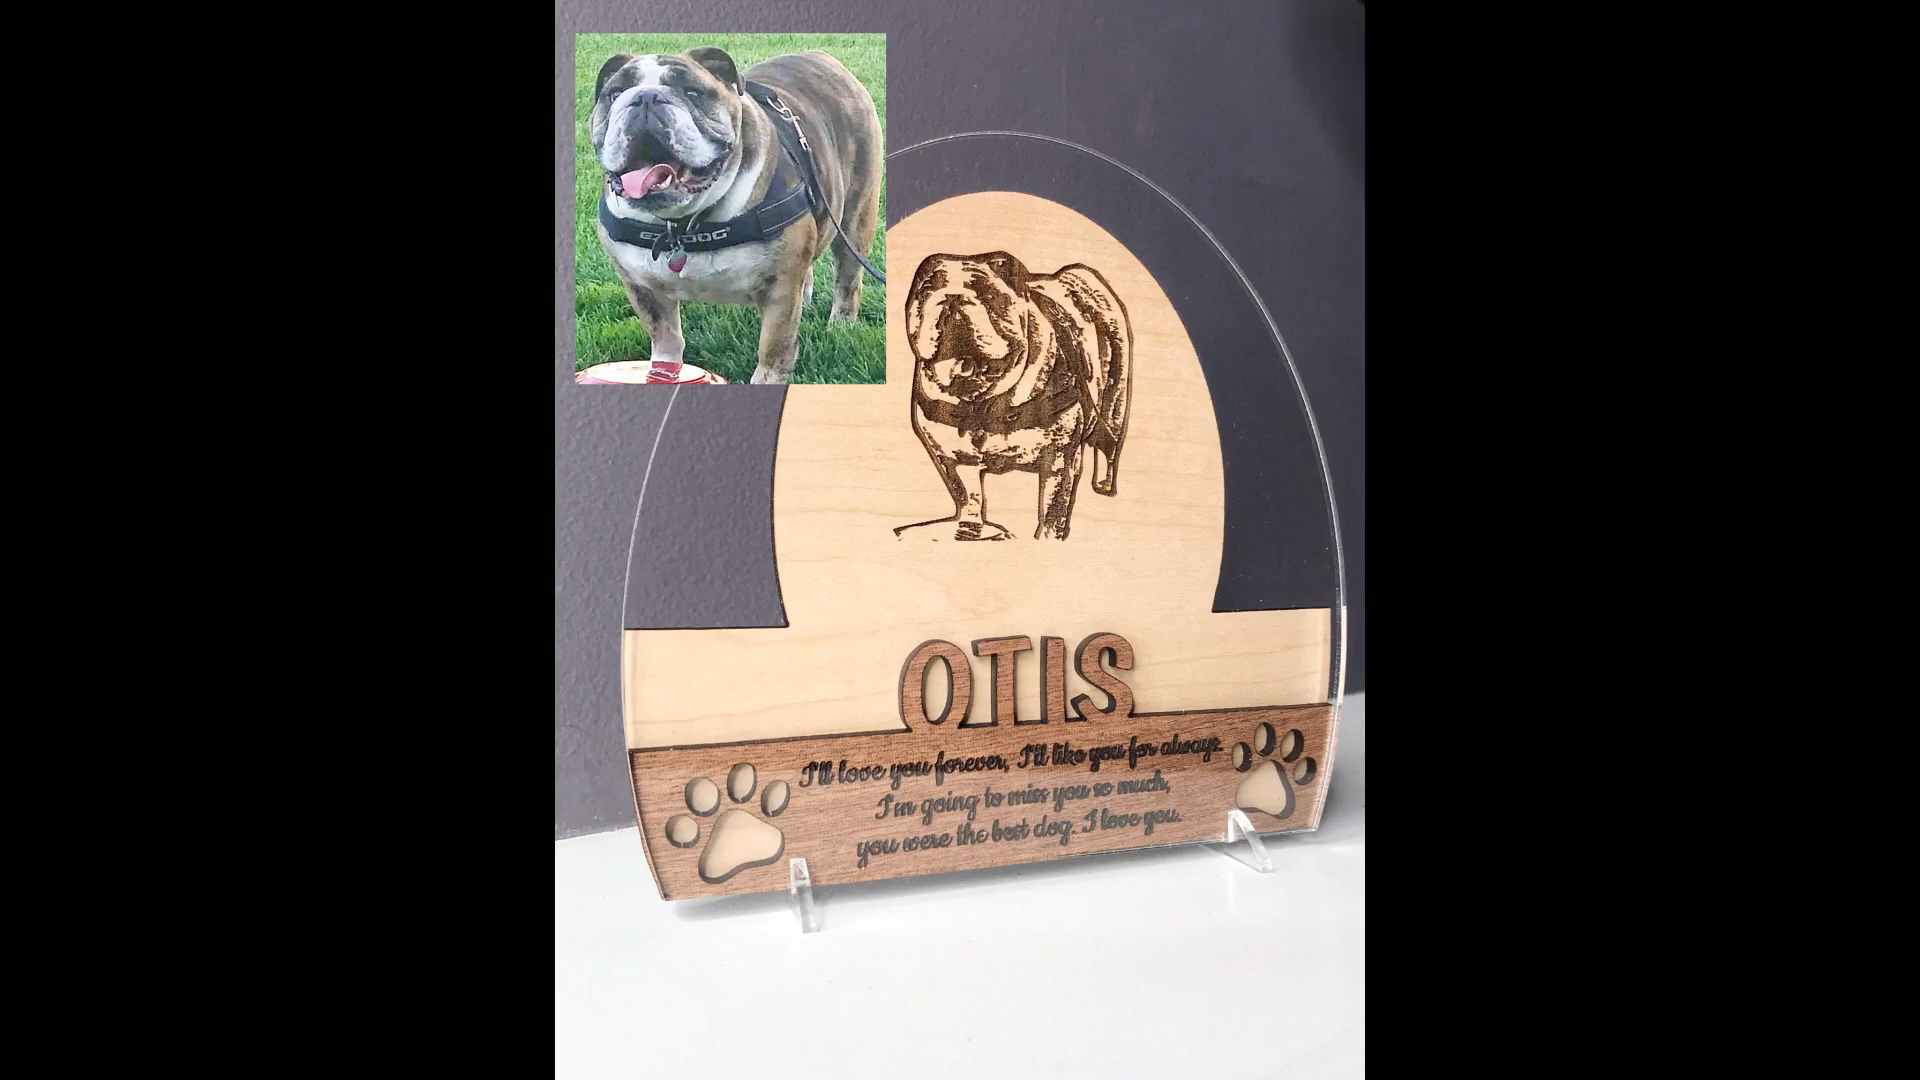 OTIS
I'll love you forever, I'll like you for always.
I'm going to miss you so much,
you were the best dog. I love you.